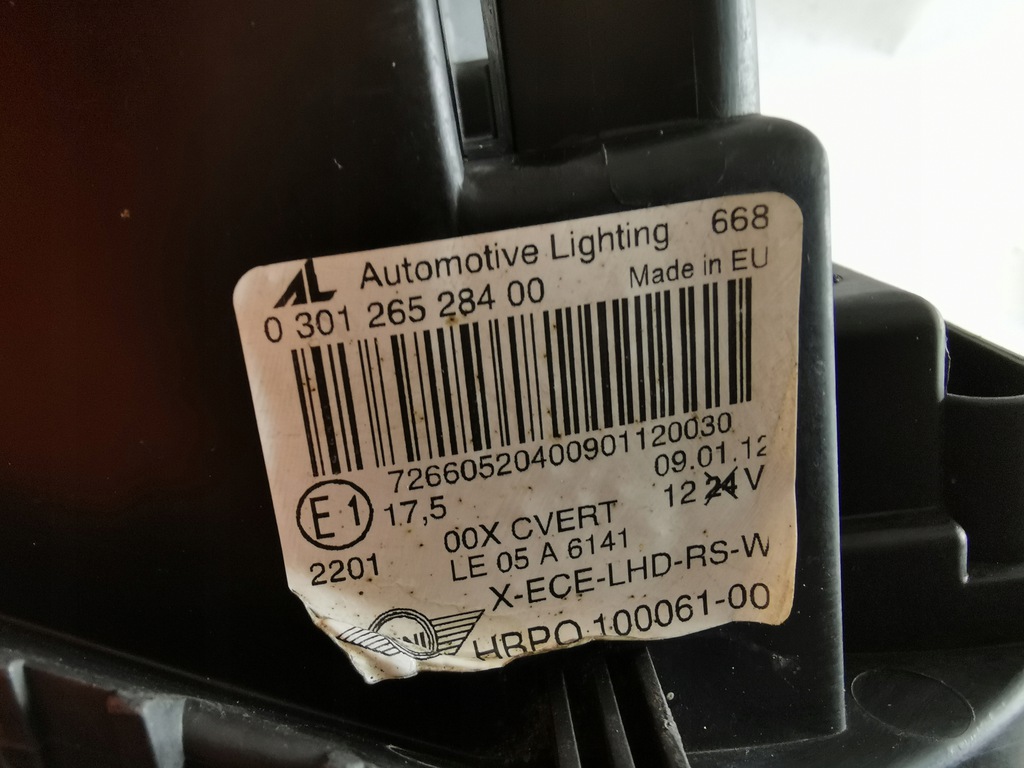 AL Automotive Lighting 668
0 301 265 284 00 Made in EU
72660520400901120030
09.01.12
E1 17,5 12 24 V
00X CVERT
2201 LE 05 A 6141
X-ECE-LHD-RS-W
HBPO 100061-00